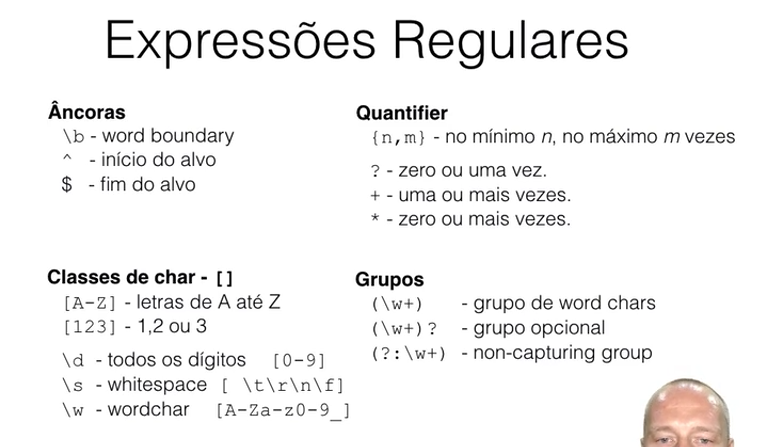 Expressões Regulares
Âncoras
\b - word boundary
^ - início do alvo
$ - fim do alvo
Quantifier
{n,m} - no mínimo n, no máximo m vezes
? - zero ou uma vez.
+ - uma ou mais vezes.
* - zero ou mais vezes.
Classes de char - []
[A-Z] - letras de A até Z
[123] - 1,2 ou 3
\d - todos os dígitos [0-9]
\s - whitespace [ \t\r\n\f]
\w - wordchar [A-Za-z0-9_]
Grupos
(\w+) - grupo de word chars
(\w+)? - grupo opcional
(?:\w+) - non-capturing group